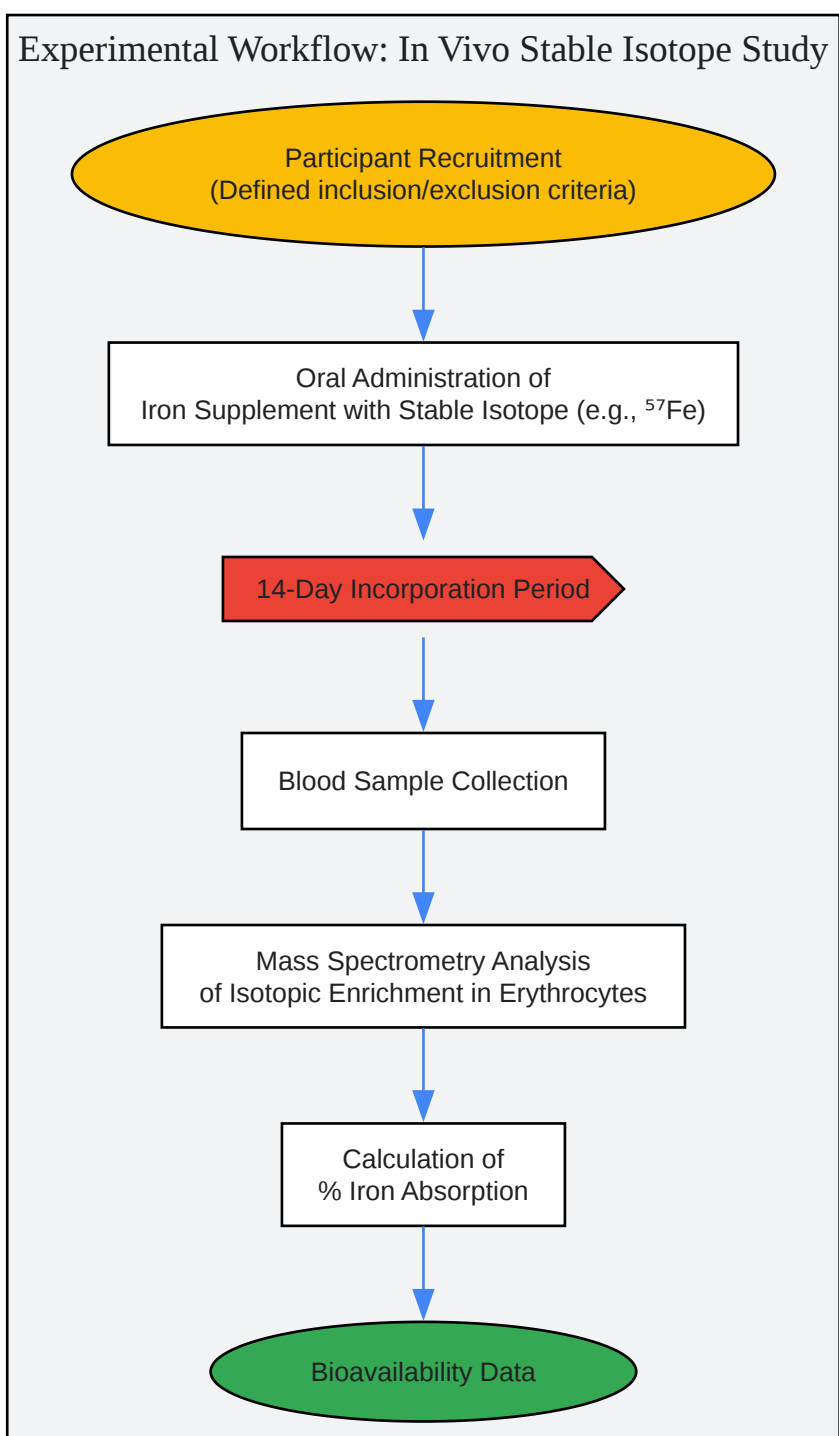 Experimental Workflow: In Vivo Stable Isotope Study
Participant Recruitment
(Defined inclusion/exclusion criteria)
Oral Administration of
Iron Supplement with Stable Isotope (e.g., ⁵⁷Fe)
14-Day Incorporation Period
Blood Sample Collection
Mass Spectrometry Analysis
of Isotopic Enrichment in Erythrocytes
Calculation of
% Iron Absorption
Bioavailability Data